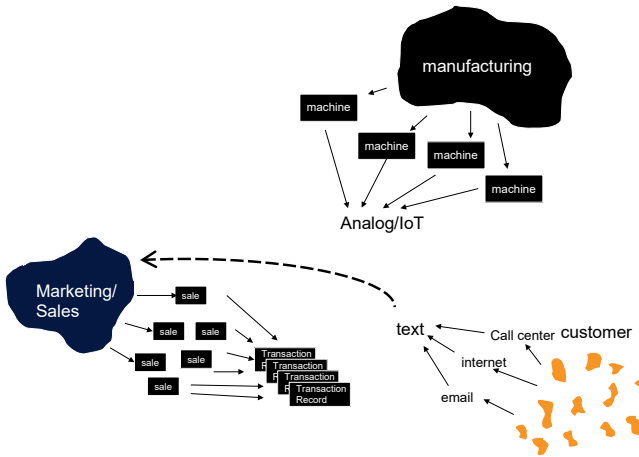 manufacturing
machine
machine
machine
machine
Analog/IoT
Marketing/
Sales
sale
sale
sale
sale
sale
sale
Transaction
R
Transaction
R
Transaction
R
Transaction
Record
text
Call center
customer
internet
email